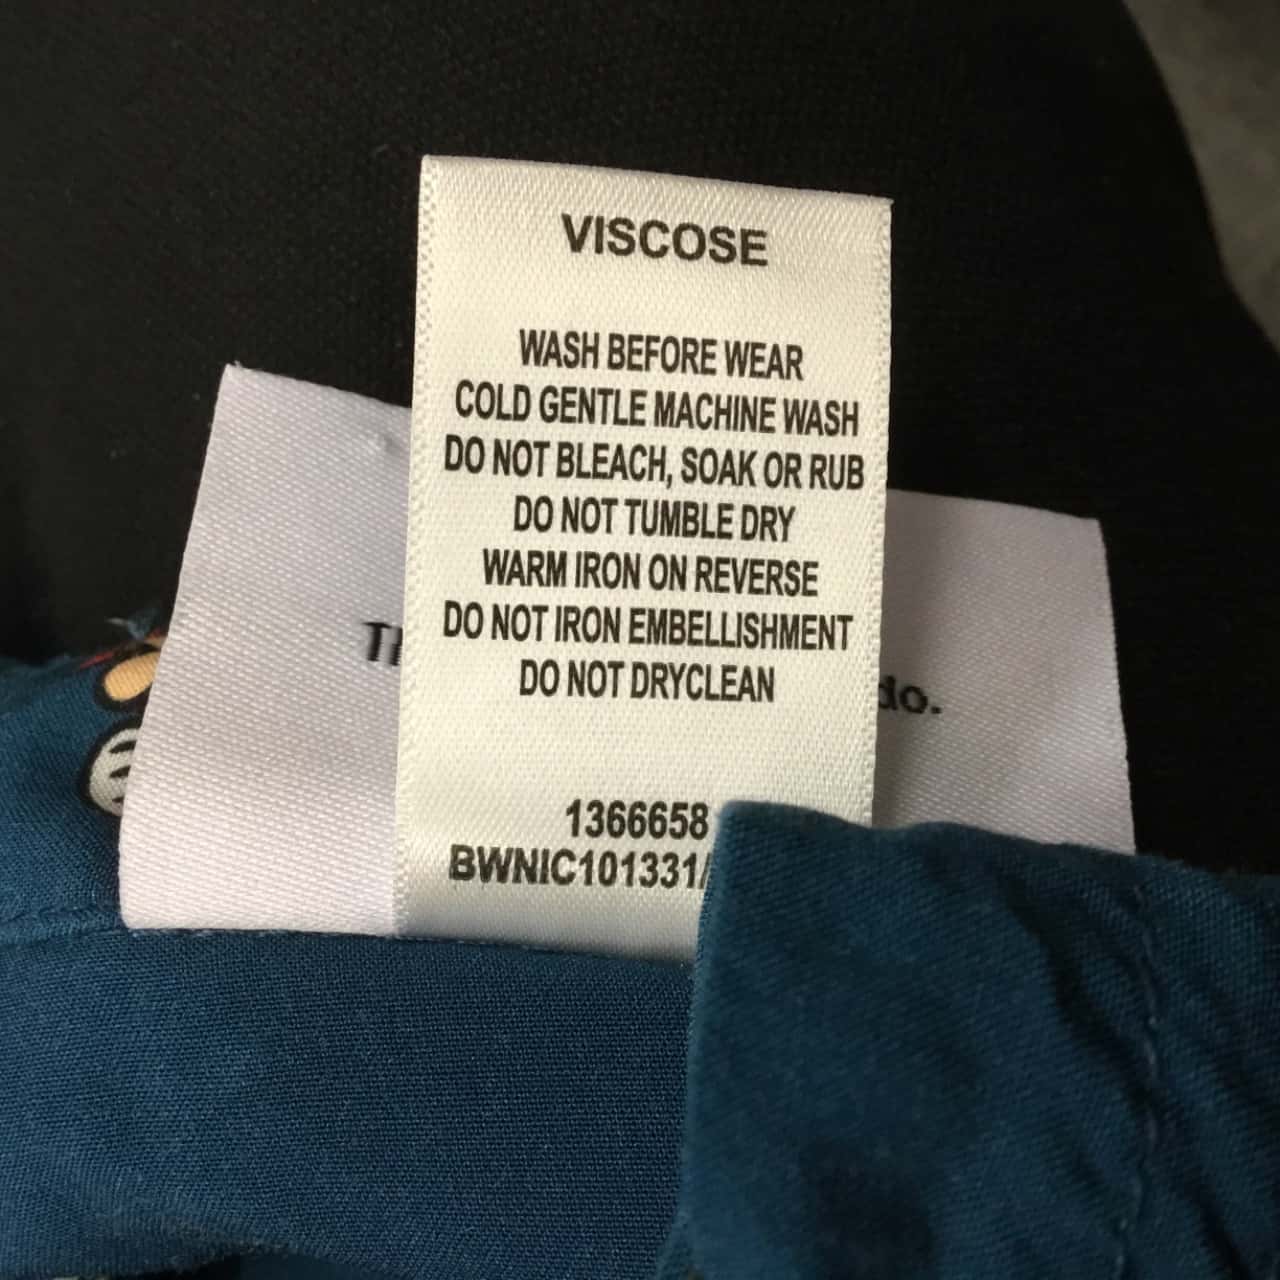 VISCOSE
WASH BEFORE WEAR
COLD GENTLE MACHINE WASH
DO NOT BLEACH, SOAK OR RUB
DO NOT TUMBLE DRY
WARM IRON ON REVERSE
DO NOT IRON EMBELLISHMENT
DO NOT DRYCLEAN
1366658
BWNIC101331/